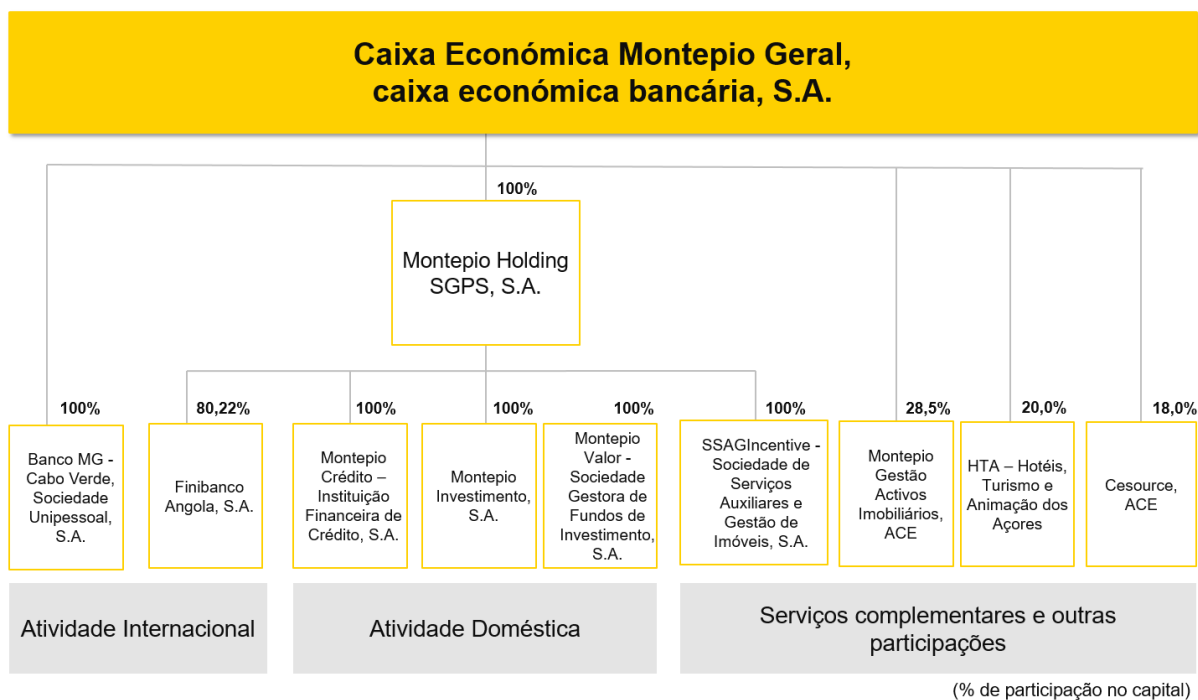 Caixa Económica Montepio Geral,
caixa económica bancária, S.A.
100%
Montepio Holding
SGPS, S.A.
100%
80,22%
100%
100%
100%
100%
28,5%
20,0%
18,0%
Banco MG -
Cabo Verde,
Sociedade
Unipessoal,
S.A.
Finibanco
Angola, S.A.
Montepio
Crédito –
Instituição
Financeira de
Crédito, S.A.
Montepio
Investimento,
S.A.
Montepio
Valor -
Sociedade
Gestora de
Fundos de
Investimento,
S.A.
SSAGIncentive -
Sociedade de
Serviços
Auxiliares e
Gestão de
Imóveis, S.A.
Montepio
Gestão
Activos
Imobiliários,
ACE
HTA – Hotéis,
Turismo e
Animação dos
Açores
Cesource,
ACE
Atividade Internacional
Atividade Doméstica
Serviços complementares e outras
participações
(% de participação no capital)